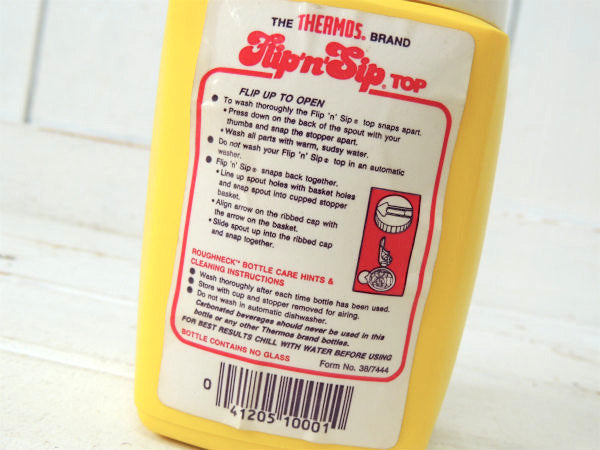 THE THERMOS® BRAND
Flip'n'Sip® TOP
FLIP UP TO OPEN
● To wash thoroughly the Flip 'n' Sip® top snaps apart.
• Press down on the back of the spout with your
thumbs and snap the stopper apart.
• Wash all parts with warm, sudsy water.
● Do not wash your Flip 'n' Sip® top in an automatic
washer.
● Flip 'n' Sip® snaps back together.
• Line up spout holes with basket holes
and snap spout into cupped stopper
basket.
• Align arrow on the ribbed cap with
the arrow on the basket.
• Slide spout up into the ribbed cap
and snap together.
ROUGHNECK™ BOTTLE CARE HINTS &
CLEANING INSTRUCTIONS
● Wash thoroughly after each time bottle has been used.
● Store with cup and stopper removed for airing.
● Do not wash in automatic dishwasher.
Carbonated beverages should never be used in this
bottle or any other Thermos brand bottles.
FOR BEST RESULTS CHILL WITH WATER BEFORE USING
BOTTLE CONTAINS NO GLASS
Form No. 38/7444
0 41205 10001